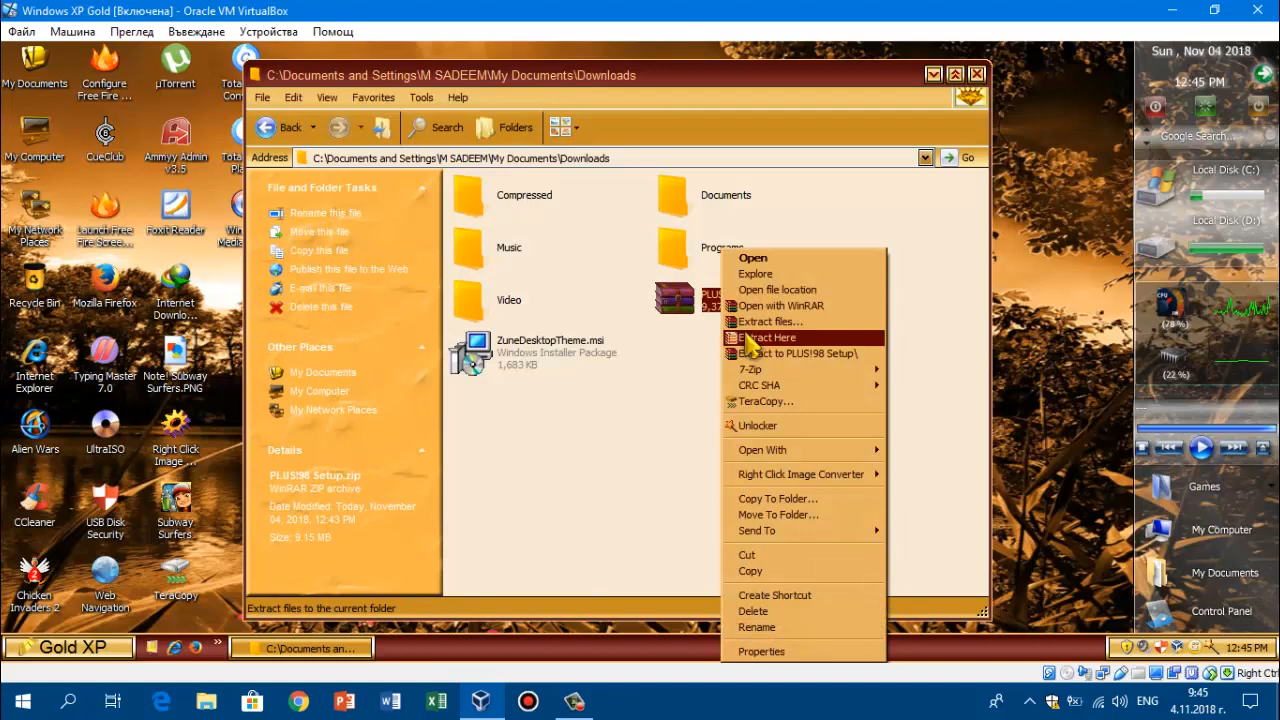 Windows XP Gold [Включена] - Oracle VM VirtualBox
Файл Машина Преглед Въвеждане Устройства Помощ
My Documents
Configure
Free Fire ...
µTorrent
My Computer
CueClub
Ammyy Admin
v3.5
My Network
Places
Launch Free
Fire Screen...
Foxit Reader
Recycle Bin
Mozilla Firefox
Internet
Downlo...
Internet
Explorer
Typing Master
7.0
Note! Subway
Surfers.PNG
Alien Wars
UltraISO
Right Click
Image ...
CCleaner
USB Disk
Security
Subway
Surfers
Chicken
Invaders 2
Web
Navigation
TeraCopy
C:\Documents and Settings\M SADEEM\My Documents\Downloads
File Edit View Favorites Tools Help
Back Search Folders
Address C:\Documents and Settings\M SADEEM\My Documents\Downloads Go
File and Folder Tasks
Rename this file
Move this file
Copy this file
Publish this file to the Web
E-mail this file
Delete this file
Other Places
My Documents
My Computer
My Network Places
Details
PLUS!98 Setup.zip
WinRAR ZIP archive
Date Modified: Today, November
04, 2018, 12:43 PM
Size: 9.15 MB
Compressed
Documents
Music
Video
ZuneDesktopTheme.msi
Windows Installer Package
1,683 KB
Open
Explore
Open file location
Open with WinRAR
Extract files...
Extract Here
Extract to PLUS!98 Setup\
7-Zip
CRC SHA
TeraCopy...
Unlocker
Open With
Right Click Image Converter
Copy To Folder...
Move To Folder...
Send To
Cut
Copy
Create Shortcut
Delete
Rename
Properties
Extract files to the current folder
Sun , Nov 04 2018
12:45 PM
Google Search...
Local Disk (C:)
Local Disk (D:)
CPU
(78 %)
(22 %)
Games
My Computer
My Documents
Control Panel
Gold XP
C:\Documents an...
12:45 PM
Right Ctrl
ENG
9:45
4.11.2018 г.